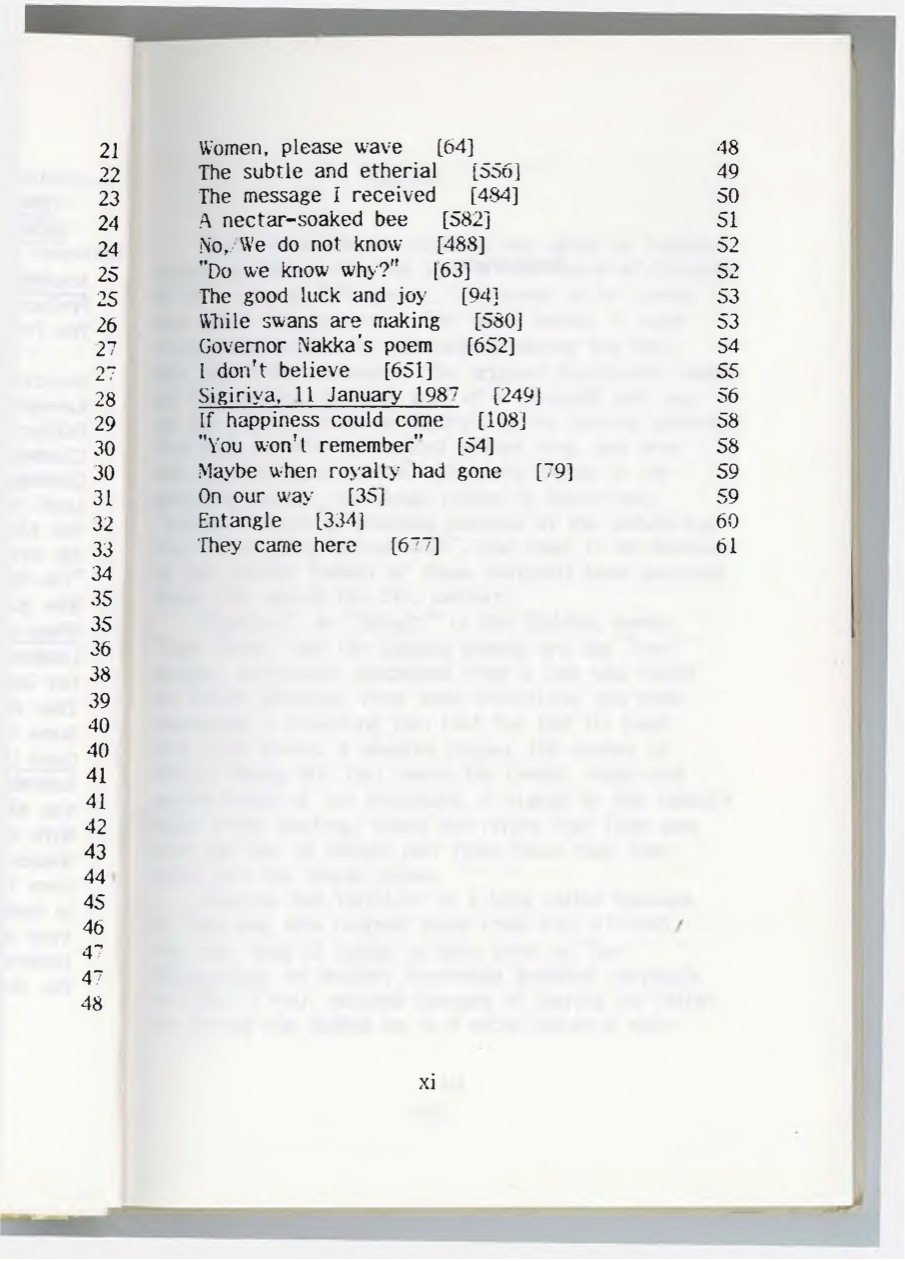 21
22
23
24
24
25
25
26
27
27
28
29
30
30
31
32
33
34
35
35
36
38
39
40
40
41
41
42
43
44
45
46
47
47
48
Women, please wave [64] 48
The subtle and etherial [556] 49
The message I received [484] 50
A nectar-soaked bee [582] 51
No, We do not know [488] 52
"Do we know why?" [63] 52
The good luck and joy [94] 53
While swans are making [580] 53
Governor Nakka's poem [652] 54
I don't believe [651] 55
Sigiriya, 11 January 1987 [249] 56
If happiness could come [108] 58
"You won't remember" [54] 58
Maybe when royalty had gone [79] 59
On our way [35] 59
Entangle [334] 60
They came here [677] 61
xi